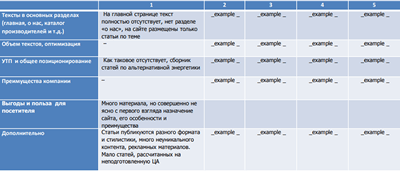 1 2 3 4 5
Тексты в основных разделах
(главная, о нас, каталог
производителей и т.д.)
На главной странице текст
полностью отсутствует, нет раздела
«о нас», на сайте размещены только
статьи по теме
_example _ _example _ _example _ _example _
Объем текстов, оптимизация
– _example _ _example _ _example _ _example _
УТП и общее позиционирование
Как таковое отсутствует, сборник
статей по альтернативной энергетики
_example _ _example _ _example _ _example _
Преимущества компании
– _example _ _example _ _example _ _example _
Выгоды и польза для
посетителя
Много материала, но совершенно не
ясно с первого взгляда назначение
сайта, его особенности и
преимущества
_example _ _example _ _example _ _example _
Дополнительно
Статьи публикуются разного формата
и стилистики, много неуникального
контента, рекламных материалов.
Мало статей, рассчитанных на
неподготовленную ЦА
_example _ _example _ _example _ _example _